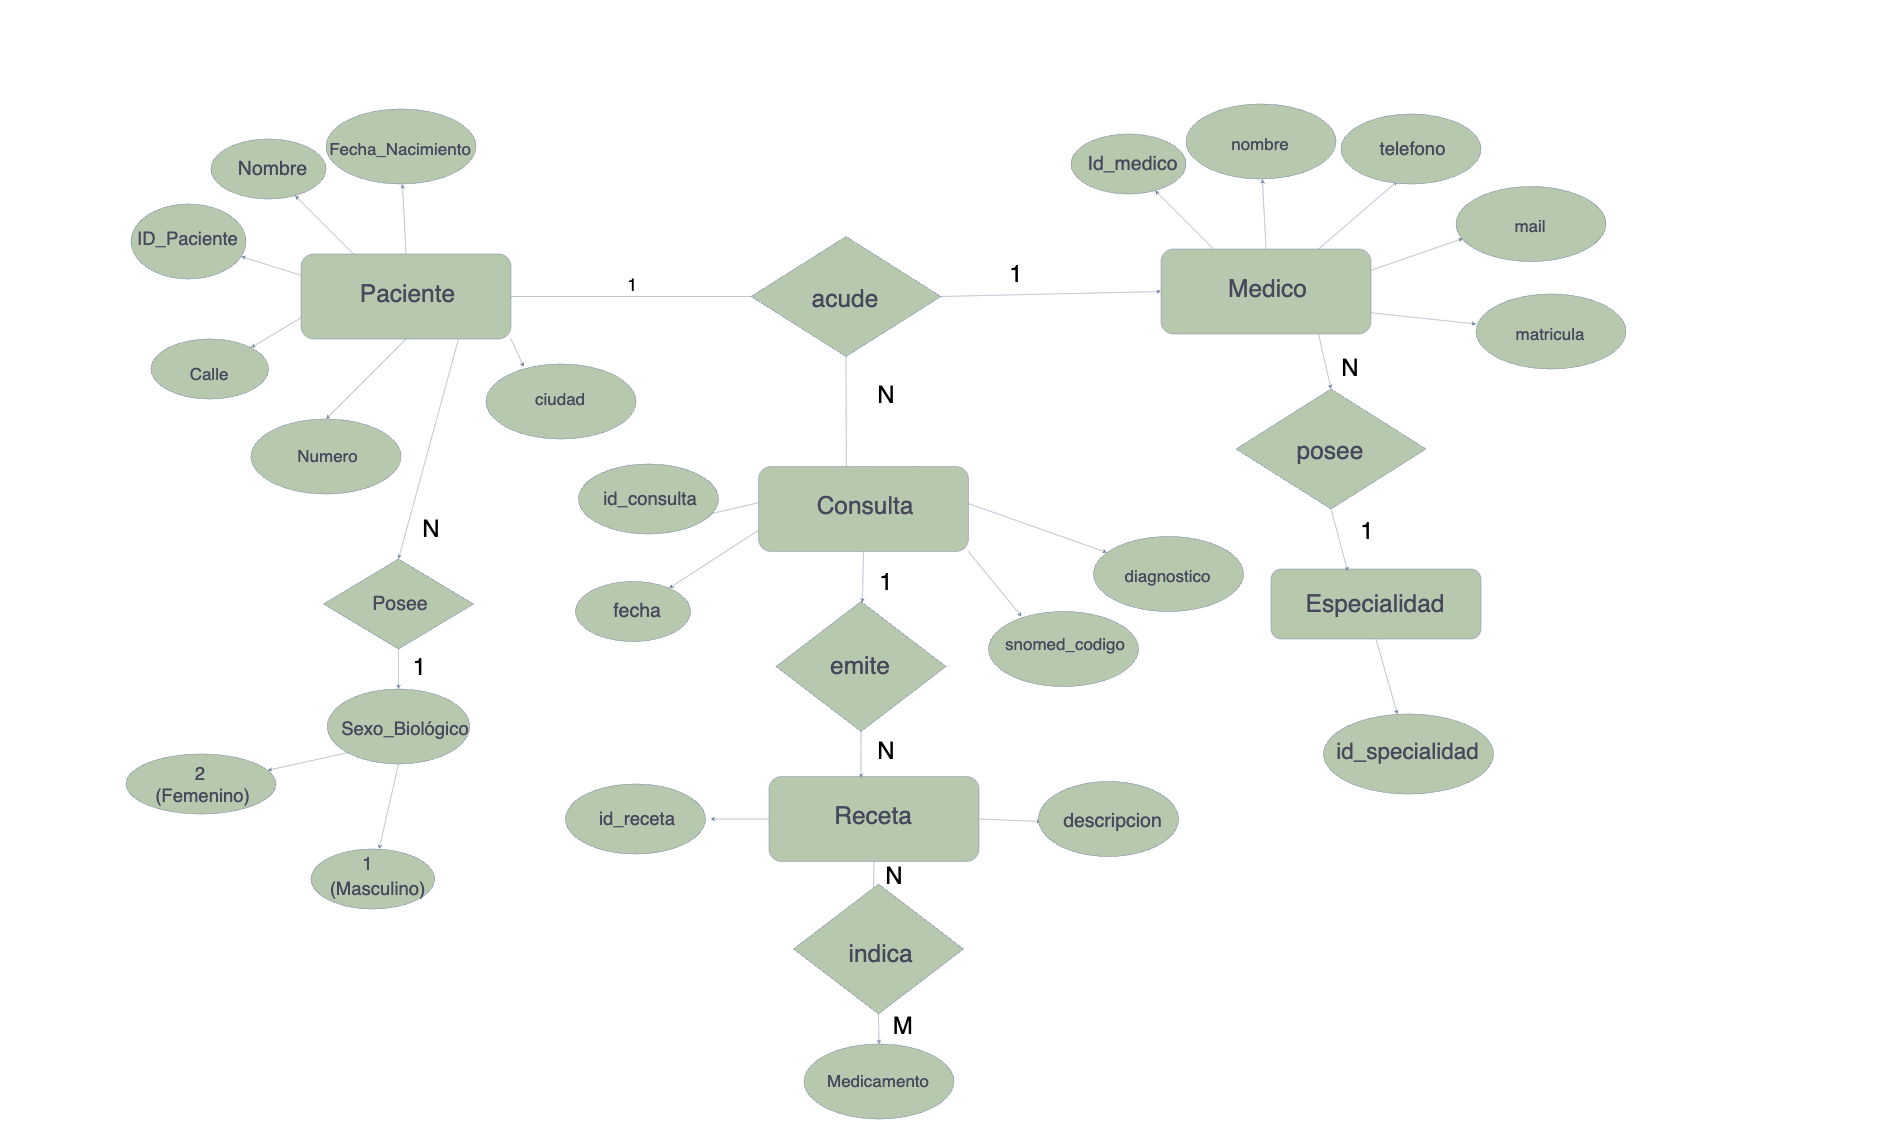 Fecha_Nacimiento
Nombre
ID_Paciente
Paciente
Calle
Numero
ciudad
1
acude
1
N
Id_medico
nombre
telefono
mail
Medico
matricula
N
posee
1
Especialidad
id_specialidad
N
Posee
1
Sexo_Biológico
2
(Femenino)
1
(Masculino)
id_consulta
Consulta
fecha
1
diagnostico
snomed_codigo
emite
N
id_receta
Receta
descripcion
N
indica
M
Medicamento